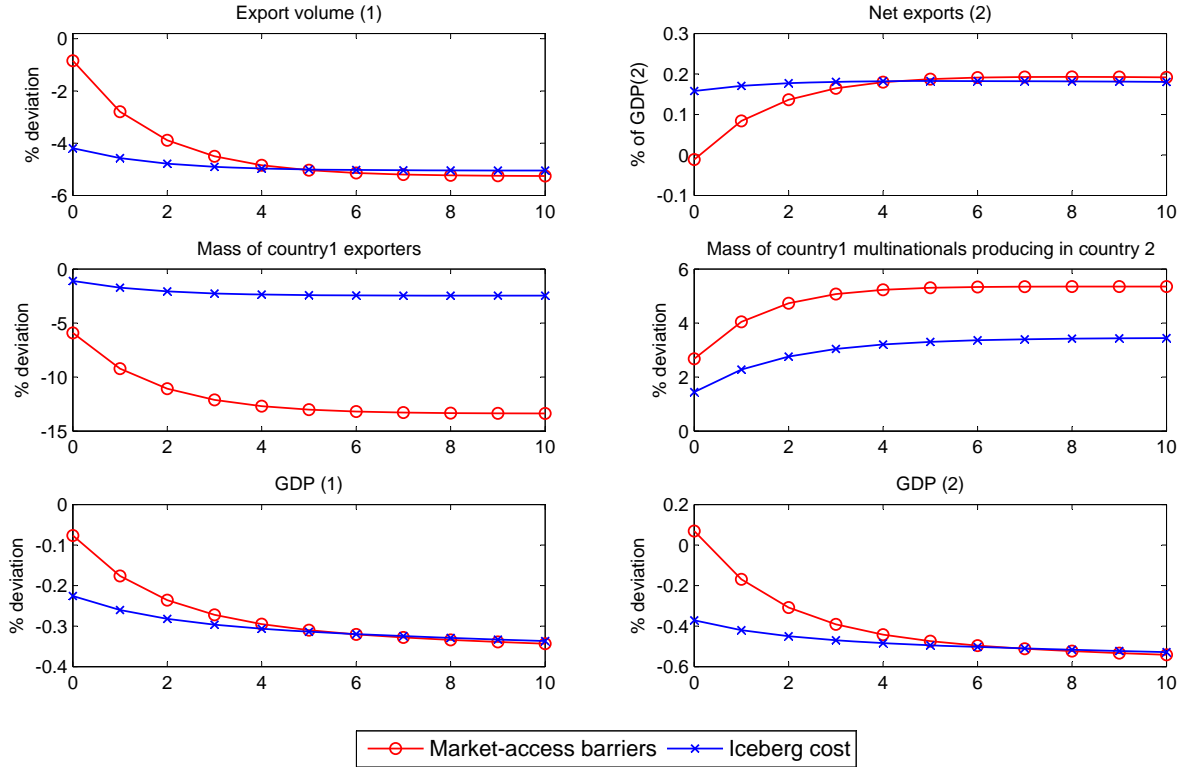 Export volume (1)
% deviation
0
-2
-4
-6
0 2 4 6 8 10
Net exports (2)
% of GDP(2)
0.3
0.2
0.1
0
-0.1
0 2 4 6 8 10
Mass of country1 exporters
% deviation
0
-5
-10
-15
0 2 4 6 8 10
Mass of country1 multinationals producing in country 2
% deviation
6
4
2
0
0 2 4 6 8 10
GDP (1)
% deviation
0
-0.1
-0.2
-0.3
-0.4
0 2 4 6 8 10
GDP (2)
% deviation
0.2
0
-0.2
-0.4
-0.6
0 2 4 6 8 10
Market-access barriers
Iceberg cost